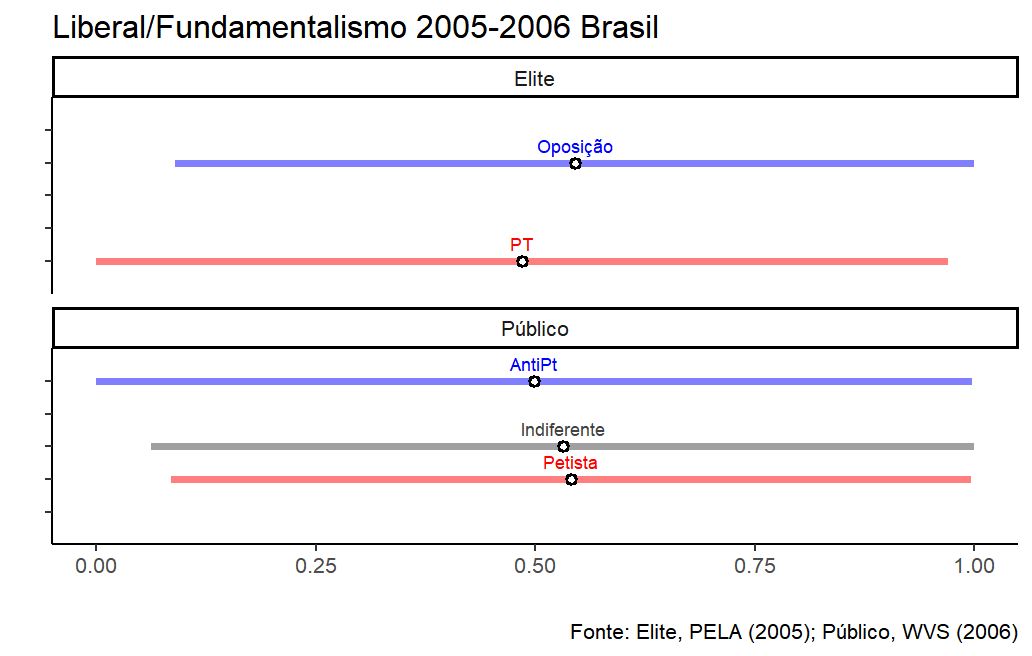 Liberal/Fundamentalismo 2005-2006 Brasil
Elite
Oposição
PT
Público
AntiPt
Indiferente
Petista
0.00 0.25 0.50 0.75 1.00
Fonte: Elite, PELA (2005); Público, WVS (2006)